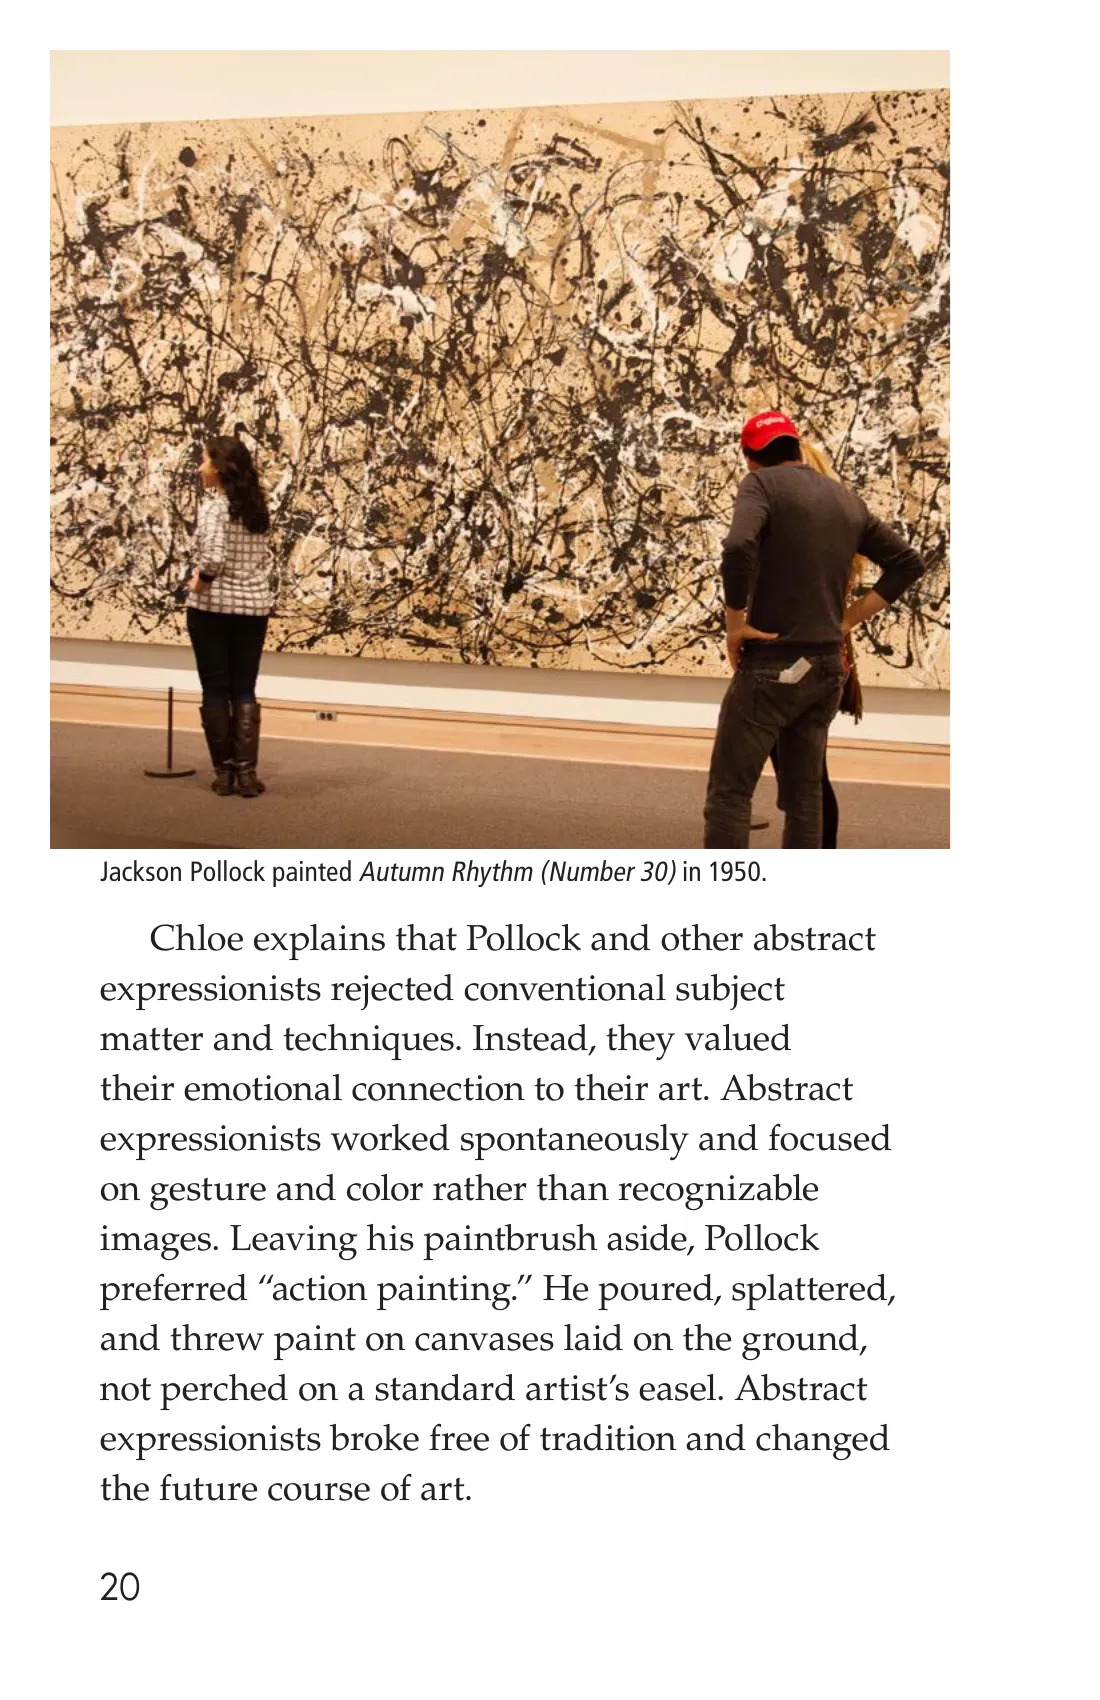 Jackson Pollock painted Autumn Rhythm (Number 30) in 1950.
Chloe explains that Pollock and other abstract
expressionists rejected conventional subject
matter and techniques. Instead, they valued
their emotional connection to their art. Abstract
expressionists worked spontaneously and focused
on gesture and color rather than recognizable
images. Leaving his paintbrush aside, Pollock
preferred “action painting.” He poured, splattered,
and threw paint on canvases laid on the ground,
not perched on a standard artist’s easel. Abstract
expressionists broke free of tradition and changed
the future course of art.
20